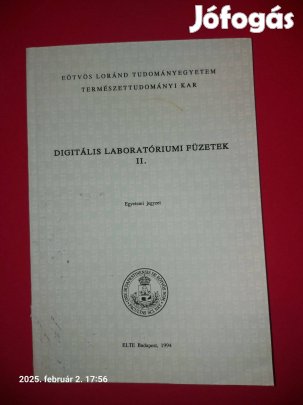 Jófogás
EÖTVÖS LORÁND TUDOMÁNYEGYETEM
TERMÉSZETTUDOMÁNYI KAR
DIGITÁLIS LABORATÓRIUMI FÜZETEK
II.
Egyetemi jegyzet
ELTE Budapest, 1994
2025. február 2. 17:56